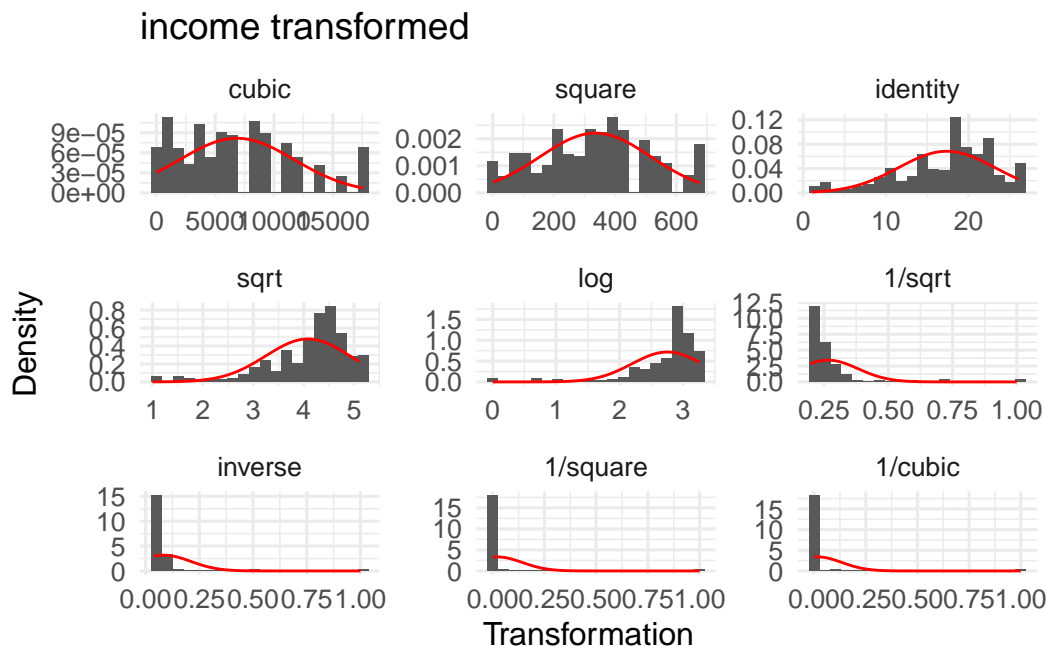 income transformed
cubic square identity
9e−05 6e−05 3e−05 0e+00
0 5000 10000 15000
0.002 0.001 0.000
0 200 400 600
0.12 0.08 0.04 0.00
0 10 20
Density
sqrt log 1/sqrt
0.8 0.6 0.4 0.2 0.0
1 2 3 4 5
1.5 1.0 0.5 0.0
0 1 2 3
12.5 10.0 7.5 5.0 2.5 0.0
0.25 0.50 0.75 1.00
inverse 1/square 1/cubic
15 10 5 0
0.00 0.25 0.50 0.75 1.00
15 10 5 0
0.00 0.25 0.50 0.75 1.00
15 10 5 0
0.00 0.25 0.50 0.75 1.00
Transformation